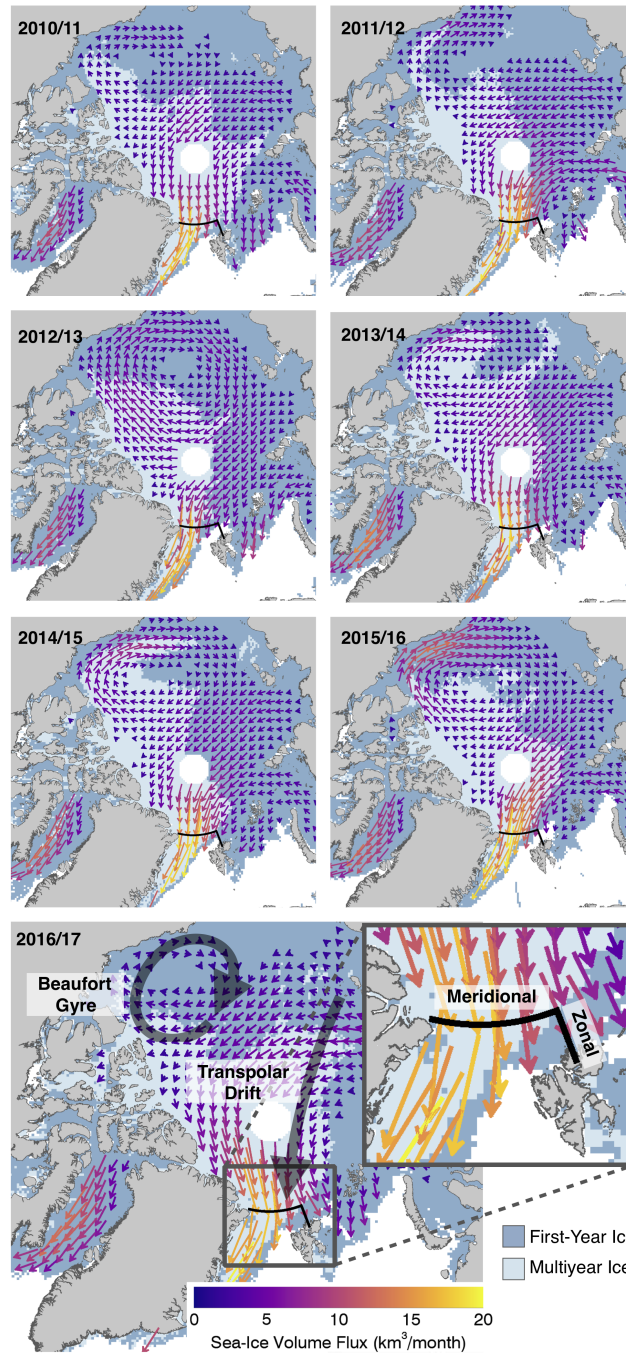 2010/11
2011/12
2012/13
2013/14
2014/15
2015/16
2016/17
Beaufort
Gyre
Transpolar
Drift
Meridional
Zonal
First-Year Ic
Multiyear Ice
0 5 10 15 20
Sea-Ice Volume Flux (km³/month)